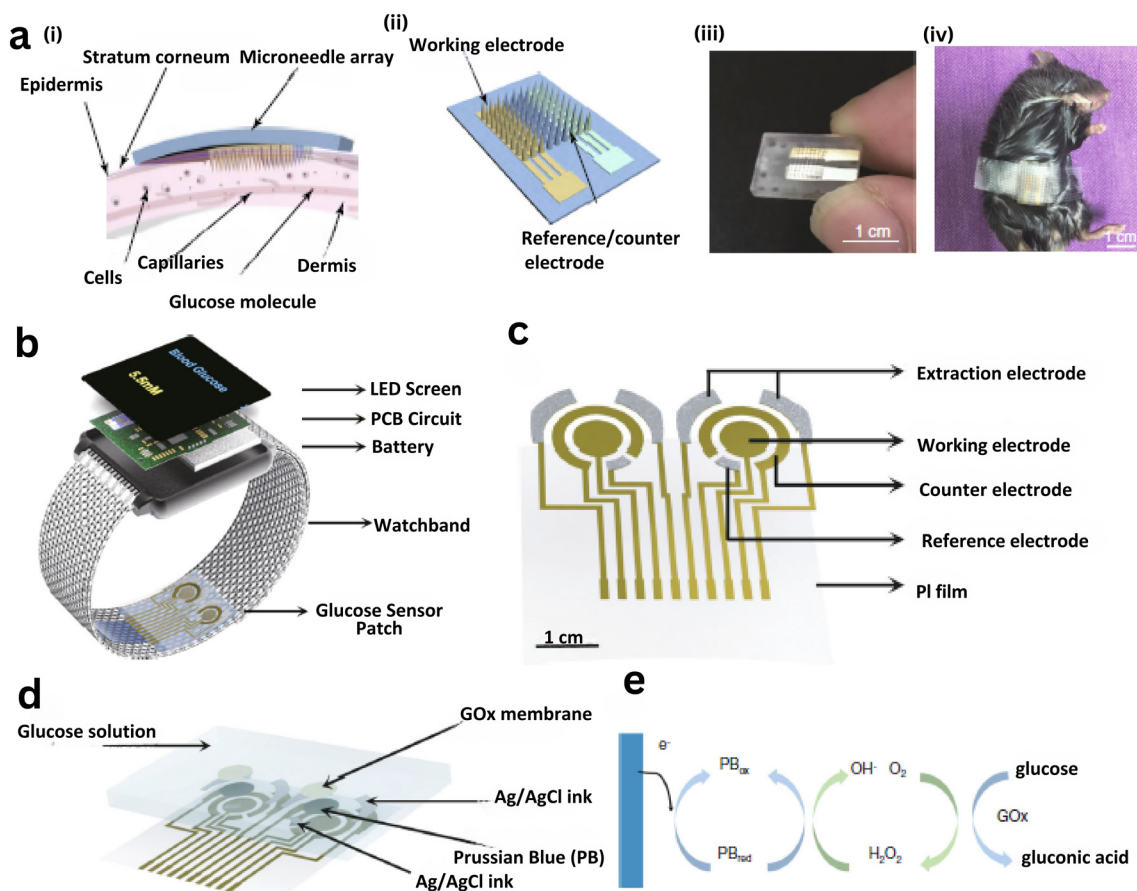 a
(i)
Stratum corneum
Microneedle array
Epidermis
Cells
Capillaries
Glucose molecule
Dermis
(ii)
Working electrode
Reference/counter
electrode
(iii)
1 cm
(iv)
1 cm
b
Blood Glucose
5.5mM
LED Screen
PCB Circuit
Battery
Watchband
Glucose Sensor
Patch
c
Extraction electrode
Working electrode
Counter electrode
Reference electrode
PI film
1 cm
d
Glucose solution
GOx membrane
Ag/AgCl ink
Prussian Blue (PB)
Ag/AgCl ink
e
e-
PBox
PBred
OH- O2
H2O2
glucose
GOx
gluconic acid